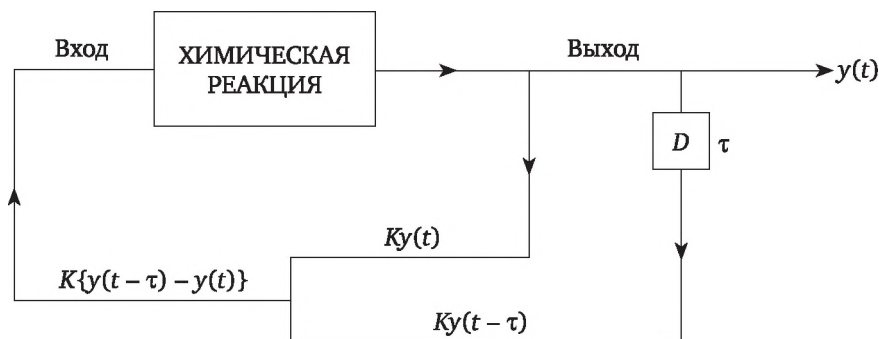 Вход
ХИМИЧЕСКАЯ
РЕАКЦИЯ
Выход
y(t)
D
τ
Ky(t)
K{y(t – τ) – y(t)}
Ky(t – τ)